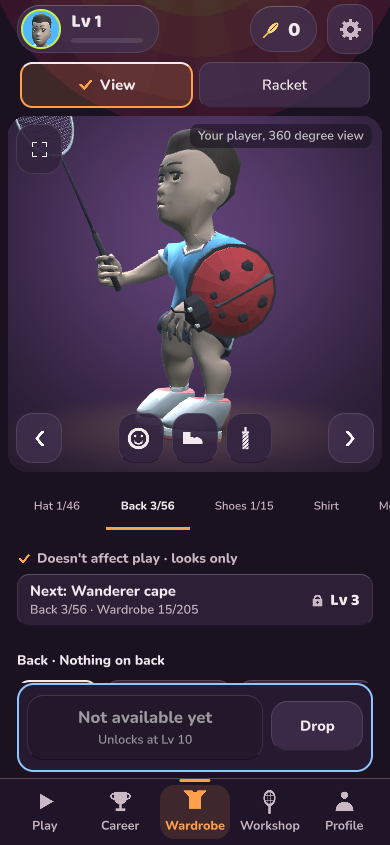 Lv 1
0
View
Racket
Your player, 360 degree view
Hat 1/46
Back 3/56
Shoes 1/15
Shirt
Doesn't affect play · looks only
Next: Wanderer cape
Back 3/56 · Wardrobe 15/205
Lv 3
Back · Nothing on back
Not available yet
Unlocks at Lv 10
Drop
Play
Career
Wardrobe
Workshop
Profile